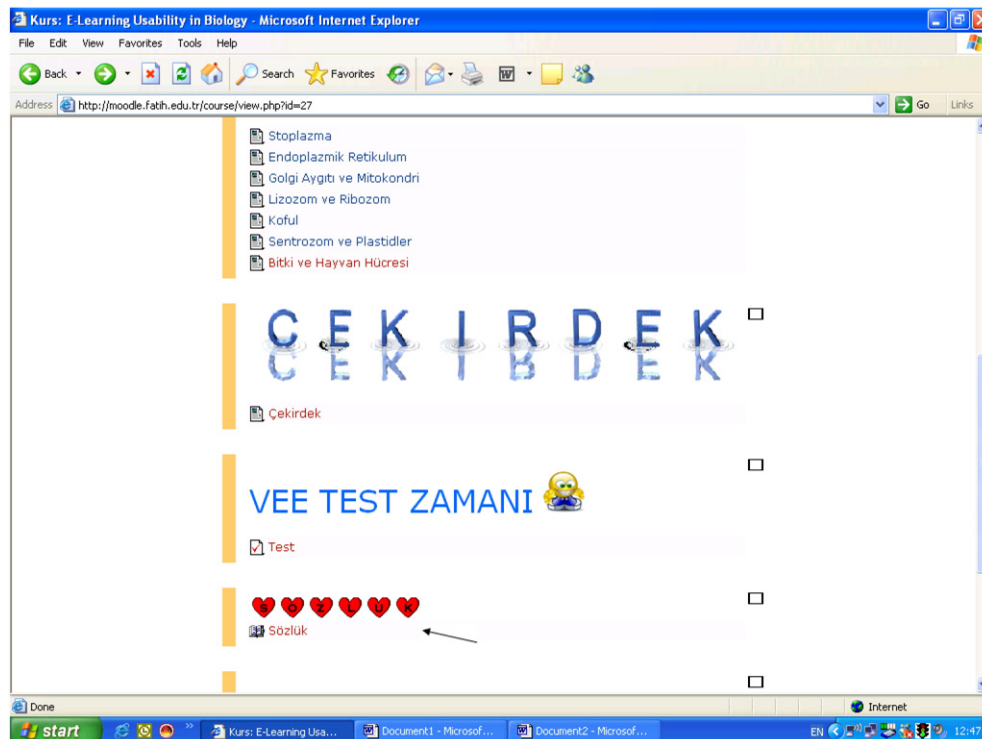 Kurs: E-Learning Usability in Biology - Microsoft Internet Explorer
File Edit View Favorites Tools Help
Back Search Favorites
Address http://moodle.fatih.edu.tr/course/view.php?id=27 Go Links
Stoplazma
Endoplazmik Retikulum
Golgi Aygıtı ve Mitokondri
Lizozom ve Ribozom
Koful
Sentrozom ve Plastidler
Bitki ve Hayvan Hücresi
ÇEKIRDEK
Çekirdek
VEE TEST ZAMANI
Test
SÖZLÜK
Sözlük
Done Internet
start Kurs: E-Learning Usa... Document1 - Microsof... Document2 - Microsof... EN 12:47